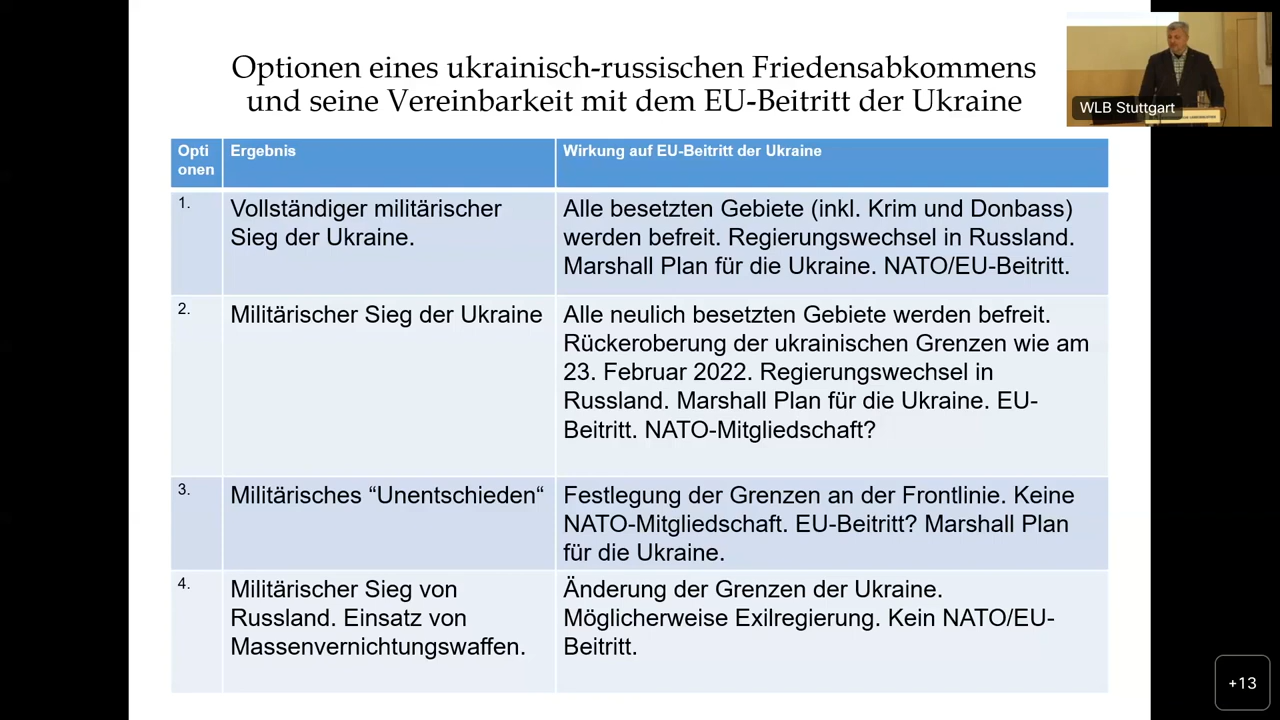 Optionen eines ukrainisch-russischen Friedensabkommens
und seine Vereinbarkeit mit dem EU-Beitritt der Ukraine
WLB Stuttgart
Opti
onen
Ergebnis
Wirkung auf EU-Beitritt der Ukraine
1.
Vollständiger militärischer
Sieg der Ukraine.
Alle besetzten Gebiete (inkl. Krim und Donbass)
werden befreit. Regierungswechsel in Russland.
Marshall Plan für die Ukraine. NATO/EU-Beitritt.
2.
Militärischer Sieg der Ukraine
Alle neulich besetzten Gebiete werden befreit.
Rückeroberung der ukrainischen Grenzen wie am
23. Februar 2022. Regierungswechsel in
Russland. Marshall Plan für die Ukraine. EU-
Beitritt. NATO-Mitgliedschaft?
3.
Militärisches “Unentschieden“
Festlegung der Grenzen an der Frontlinie. Keine
NATO-Mitgliedschaft. EU-Beitritt? Marshall Plan
für die Ukraine.
4.
Militärischer Sieg von
Russland. Einsatz von
Massenvernichtungswaffen.
Änderung der Grenzen der Ukraine.
Möglicherweise Exilregierung. Kein NATO/EU-
Beitritt.
+13